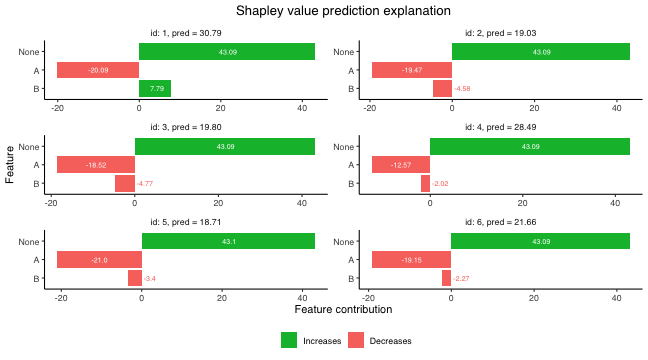 Shapley value prediction explanation
id: 1, pred = 30.79
None
43.09
A
-20.09
B
7.79
-20 0 20 40
id: 2, pred = 19.03
None
43.09
A
-19.47
B
-4.58
-20 0 20 40
id: 3, pred = 19.80
None
43.09
A
-18.52
B
-4.77
-20 0 20 40
id: 4, pred = 28.49
None
43.09
A
-12.57
B
-2.02
0 20 40
id: 5, pred = 18.71
None
43.1
A
-21.0
B
-3.4
-20 0 20 40
id: 6, pred = 21.66
None
43.09
A
-19.15
B
-2.27
-20 0 20 40
Feature
Feature contribution
Increases Decreases